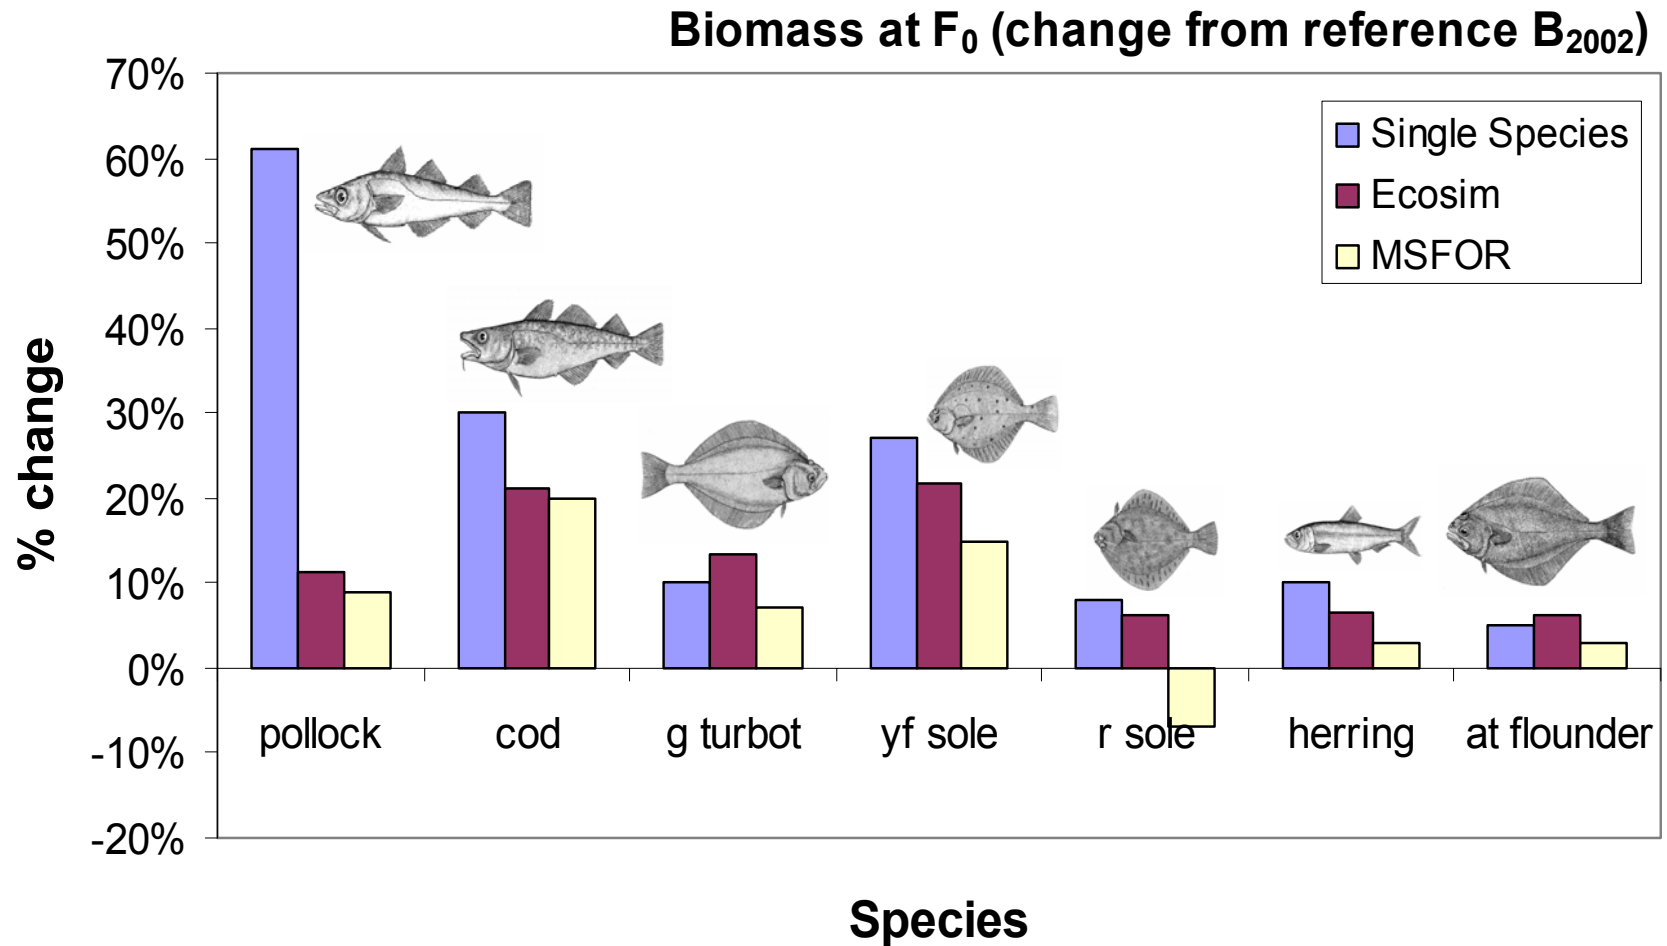 Biomass at F₀ (change from reference B₂₀₀₂)
70%
60%
50%
40%
30%
20%
10%
0%
-10%
-20%
% change
Single Species
Ecosim
MSFOR
pollock cod g turbot yf sole r sole herring at flounder
Species